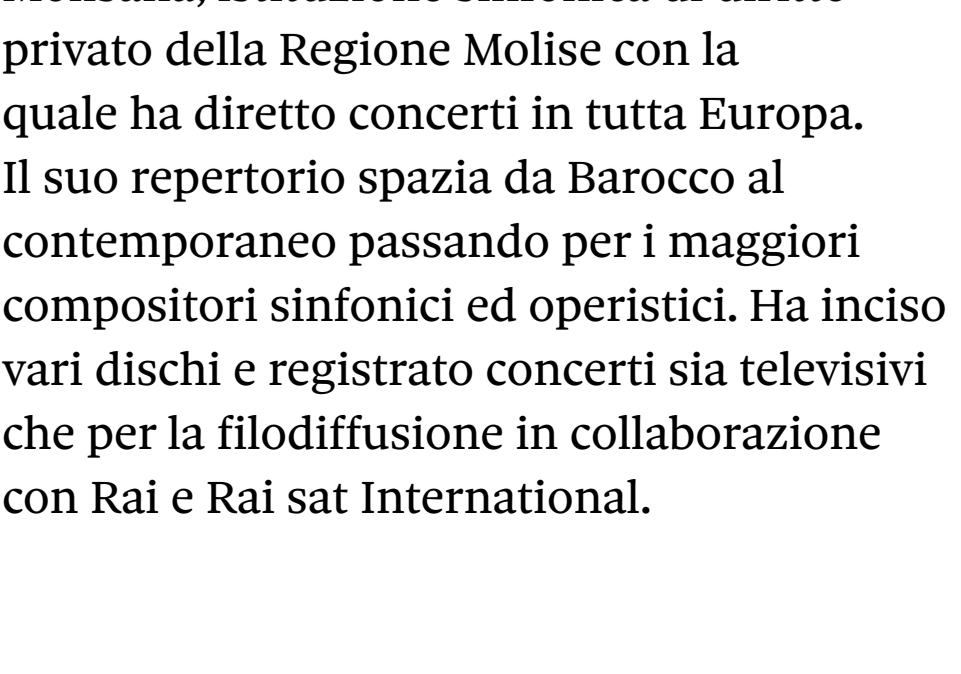 privato della Regione Molise con la
quale ha diretto concerti in tutta Europa.
Il suo repertorio spazia da Barocco al
contemporaneo passando per i maggiori
compositori sinfonici ed operistici. Ha inciso
vari dischi e registrato concerti sia televisivi
che per la filodiffusione in collaborazione
con Rai e Rai sat International.